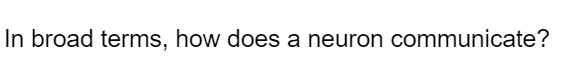 In broad terms, how does a neuron communicate?